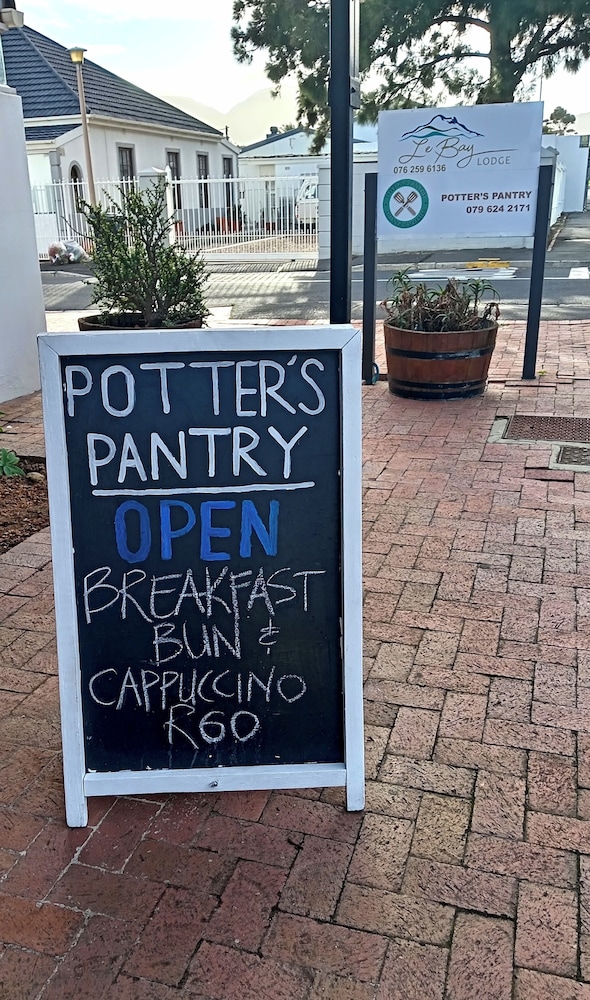 Le Bay
LODGE
076 259 6136
POTTER'S PANTRY
079 624 2171
POTTER'S
PANTRY
OPEN
BREAKFAST
BUN &
CAPPUCCINO
R60